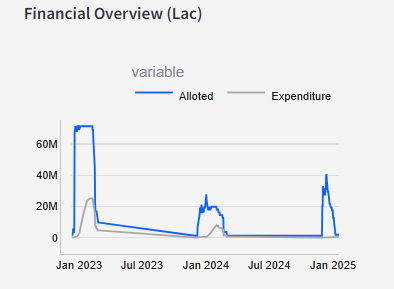 Financial Overview (Lac)
variable
Alloted Expenditure
60M
40M
20M
0
Jan 2023 Jul 2023 Jan 2024 Jul 2024 Jan 2025